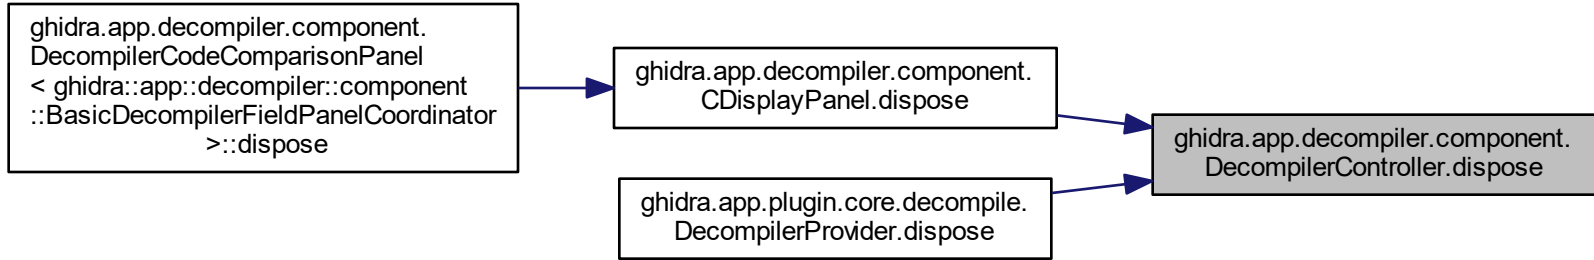 ghidra.app.decompiler.component.
DecompilerCodeComparisonPanel
< ghidra::app::decompiler::component
::BasicDecompilerFieldPanelCoordinator
>::dispose
ghidra.app.decompiler.component.
CDisplayPanel.dispose
ghidra.app.plugin.core.decompile.
DecompilerProvider.dispose
ghidra.app.decompiler.component.
DecompilerController.dispose